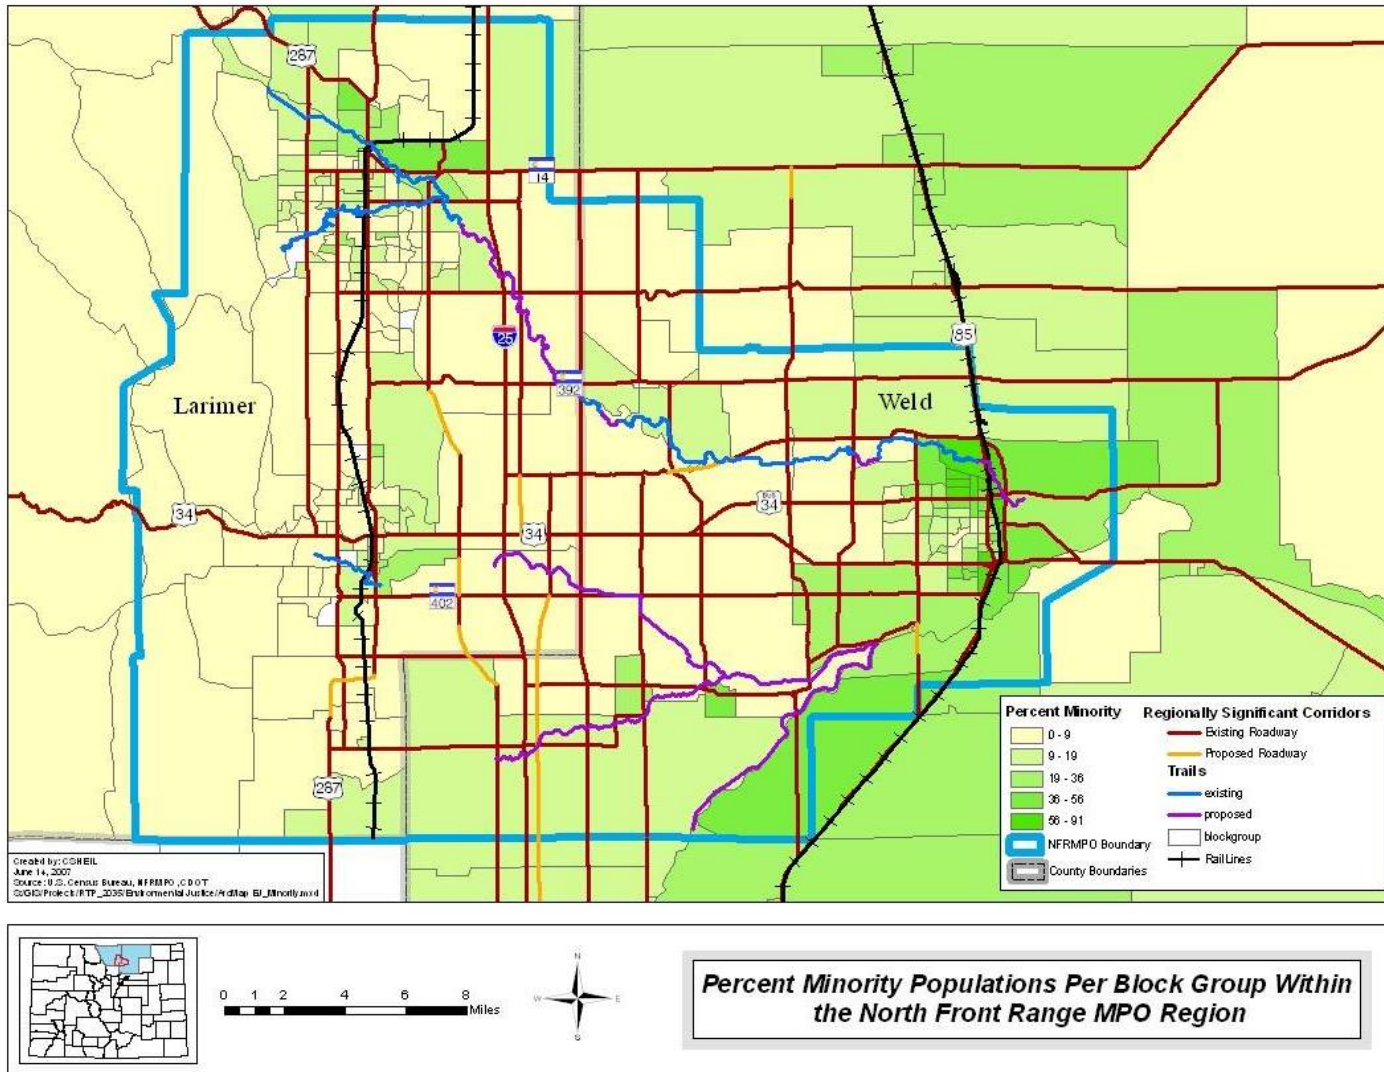 287
14
25
85
392
Larimer
Weld
34
BUS
34
34
402
287
Percent Minority
0 - 9
9 - 19
19 - 36
36 - 56
56 - 91
NFRMPO Boundary
County Boundaries
Regionally Significant Corridors
Existing Roadway
Proposed Roadway
Trails
existing
proposed
blockgroup
Rail Lines
Created by: CGHEIL
June 14, 2007
Source: U.S. Census Bureau, NFRMPO, CDOT
0 1 2 4 6 8
Miles
N
W E
S
Percent Minority Populations Per Block Group Within
the North Front Range MPO Region